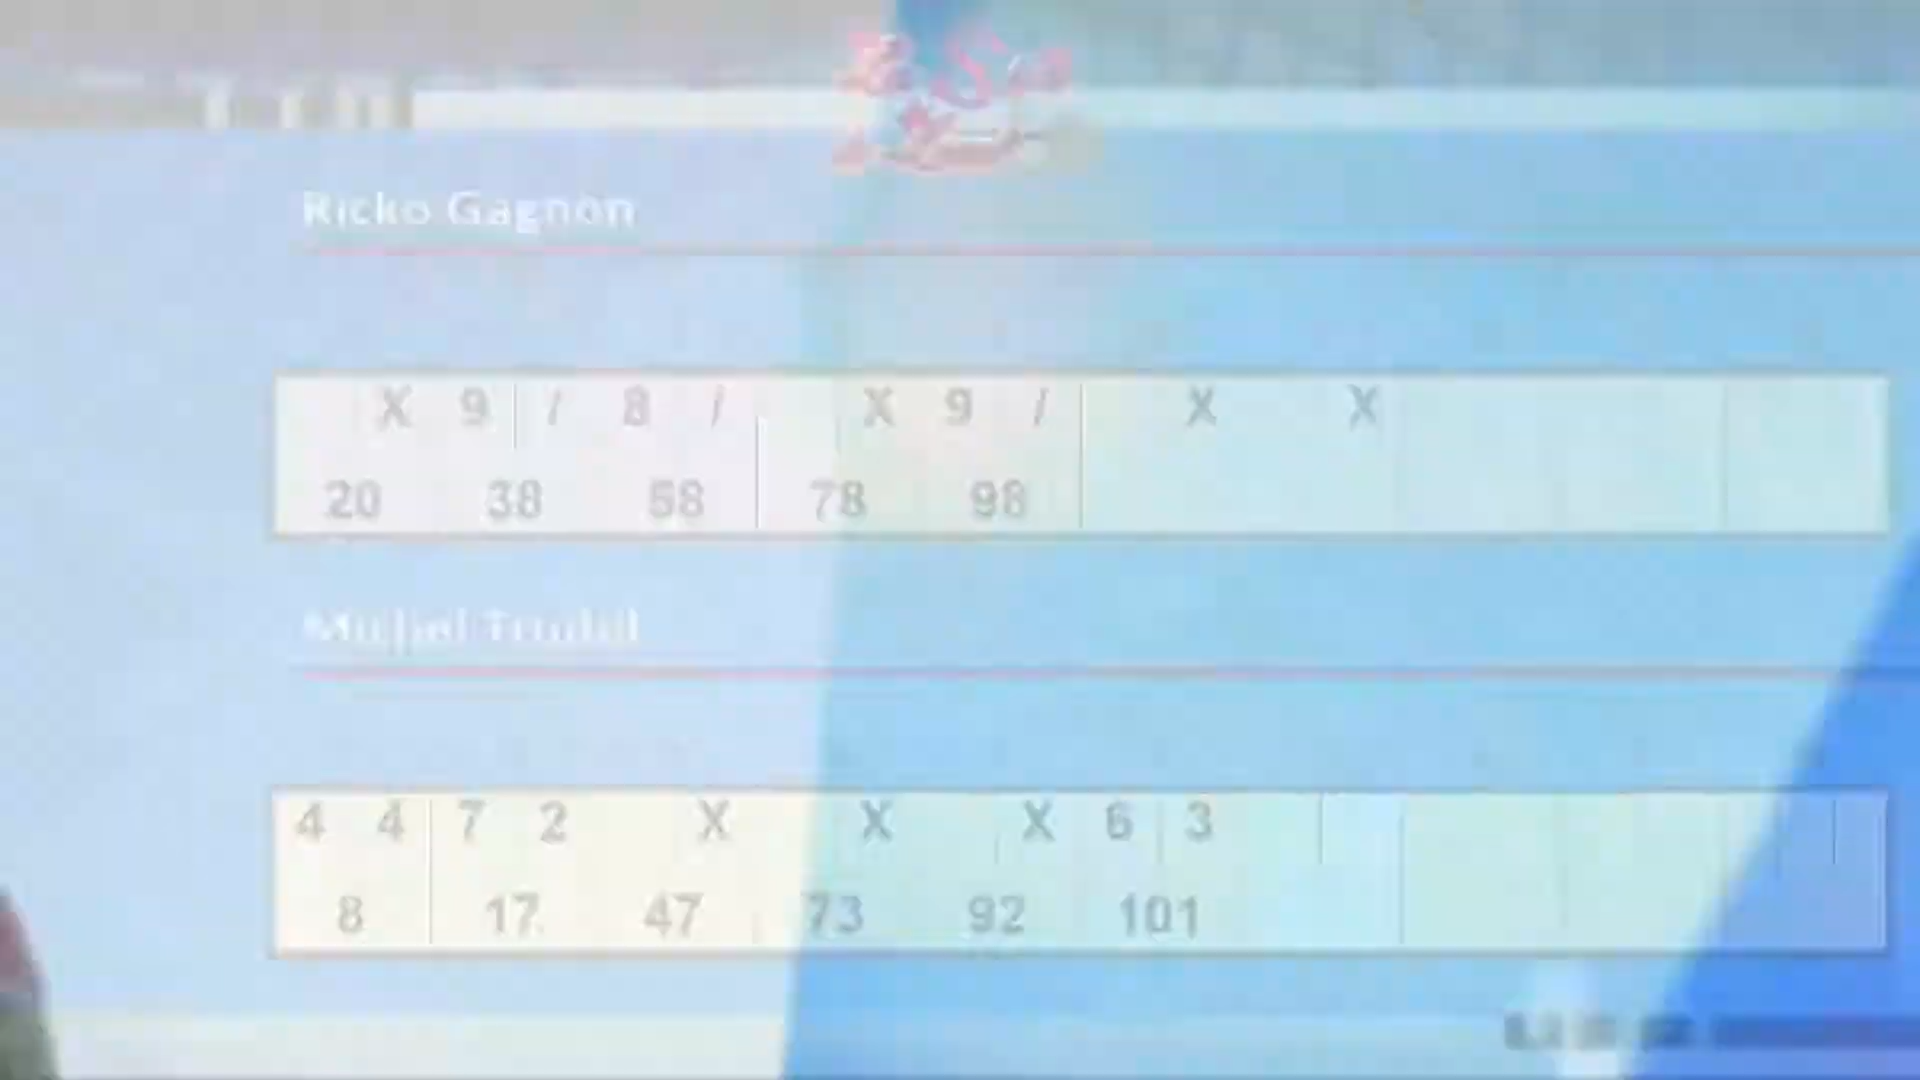 Ricko Gagnon
X 9 / 8 / X 9 / X X
20 38 58 78 98
4 4 7 2 X X X 6 3
8 17 47 73 92 101